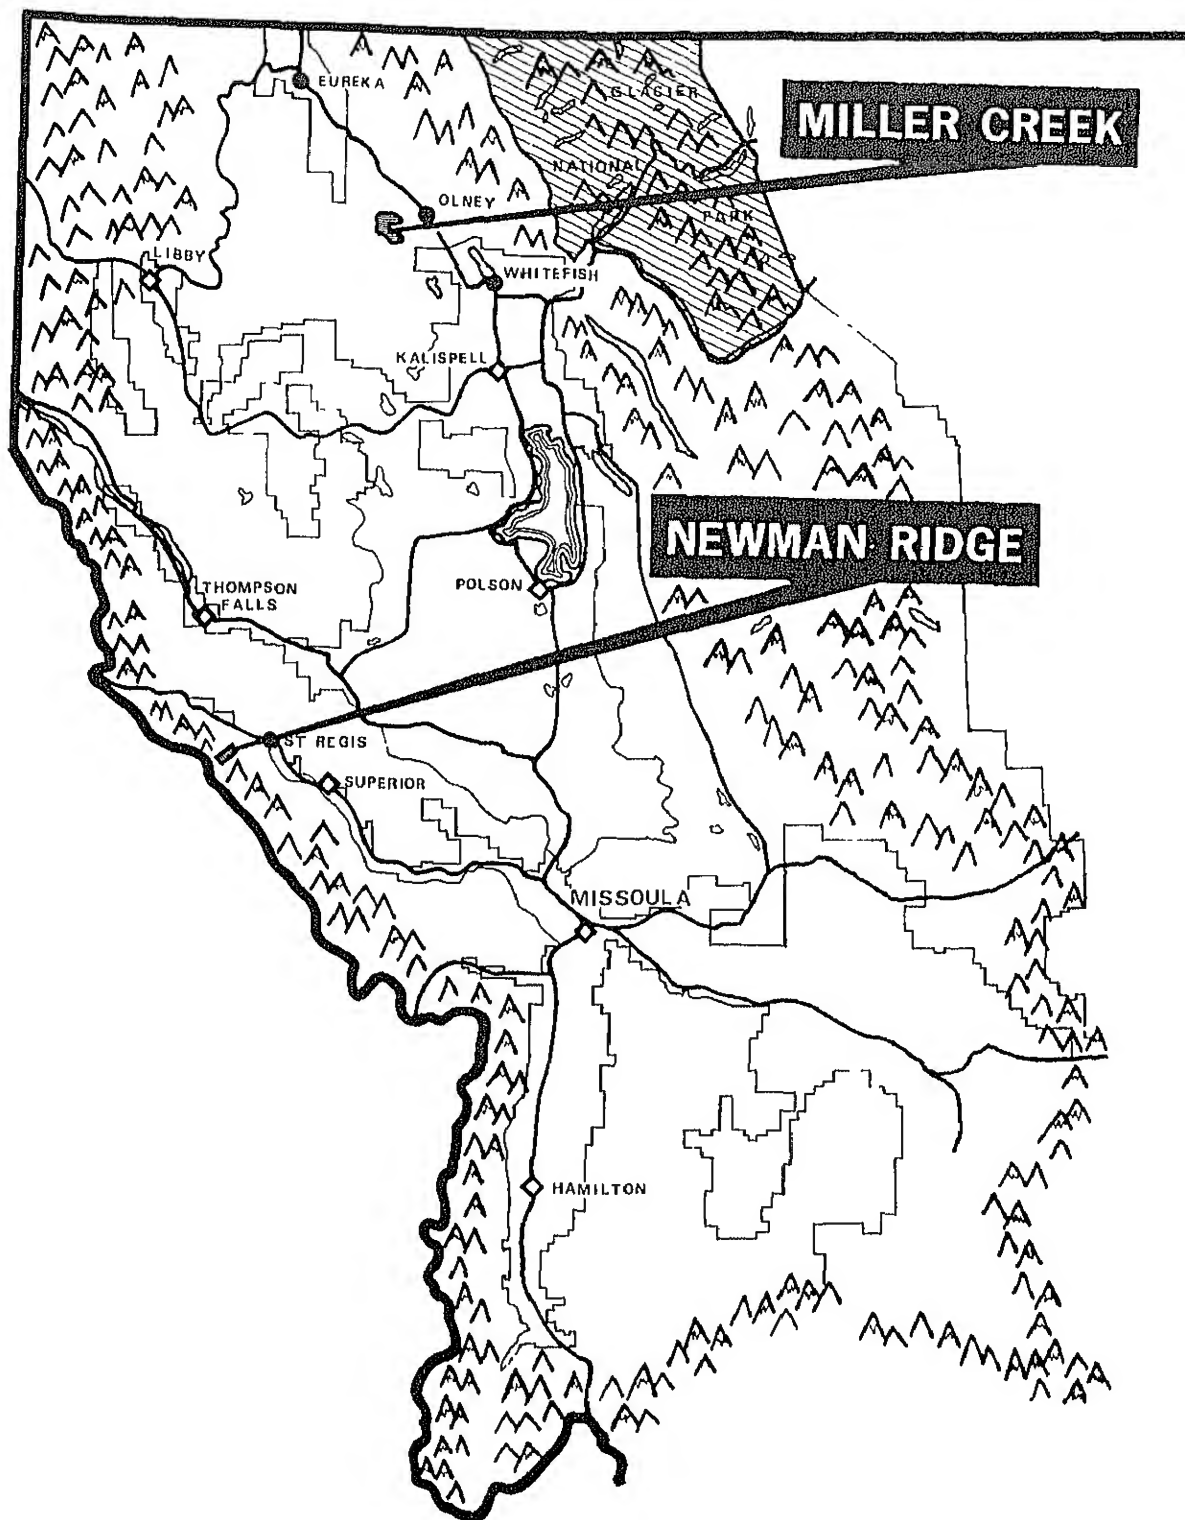 EUREKA
GLACIER
MILLER CREEK
NATIONAL
OLNEY
PARK
LIBBY
WHITEFISH
KALISPELL
NEWMAN RIDGE
THOMPSON
FALLS
POLSON
ST REGIS
SUPERIOR
MISSOULA
HAMILTON